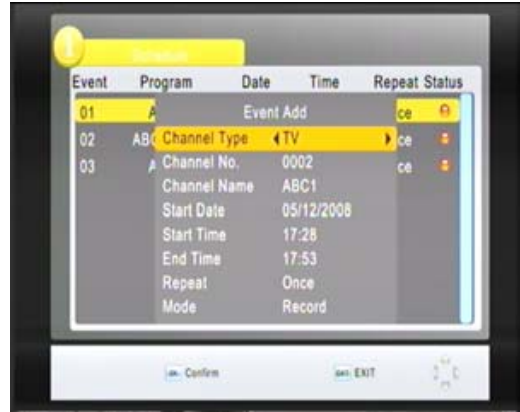 Schedule
Event Program Date Time Repeat Status
Event Add
01 A ce
Channel Type TV
02 ABC ce
Channel No. 0002
03 A ce
Channel Name ABC1
Start Date 05/12/2008
Start Time 17:28
End Time 17:53
Repeat Once
Mode Record
Confirm EXIT